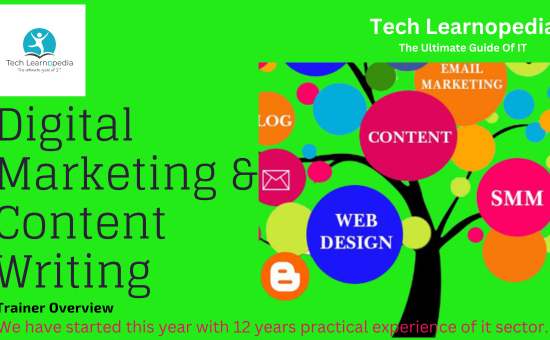 Tech Learnopedia
The Ultimate Guide Of IT
Tech Learnopedia
The ultimate guide of IT
Digital
Marketing &
Content
Writing
EMAIL
MARKETING
LOG
CONTENT
SMM
WEB
DESIGN
Trainer Overview
We have started this year with 12 years practical experience of it sector.